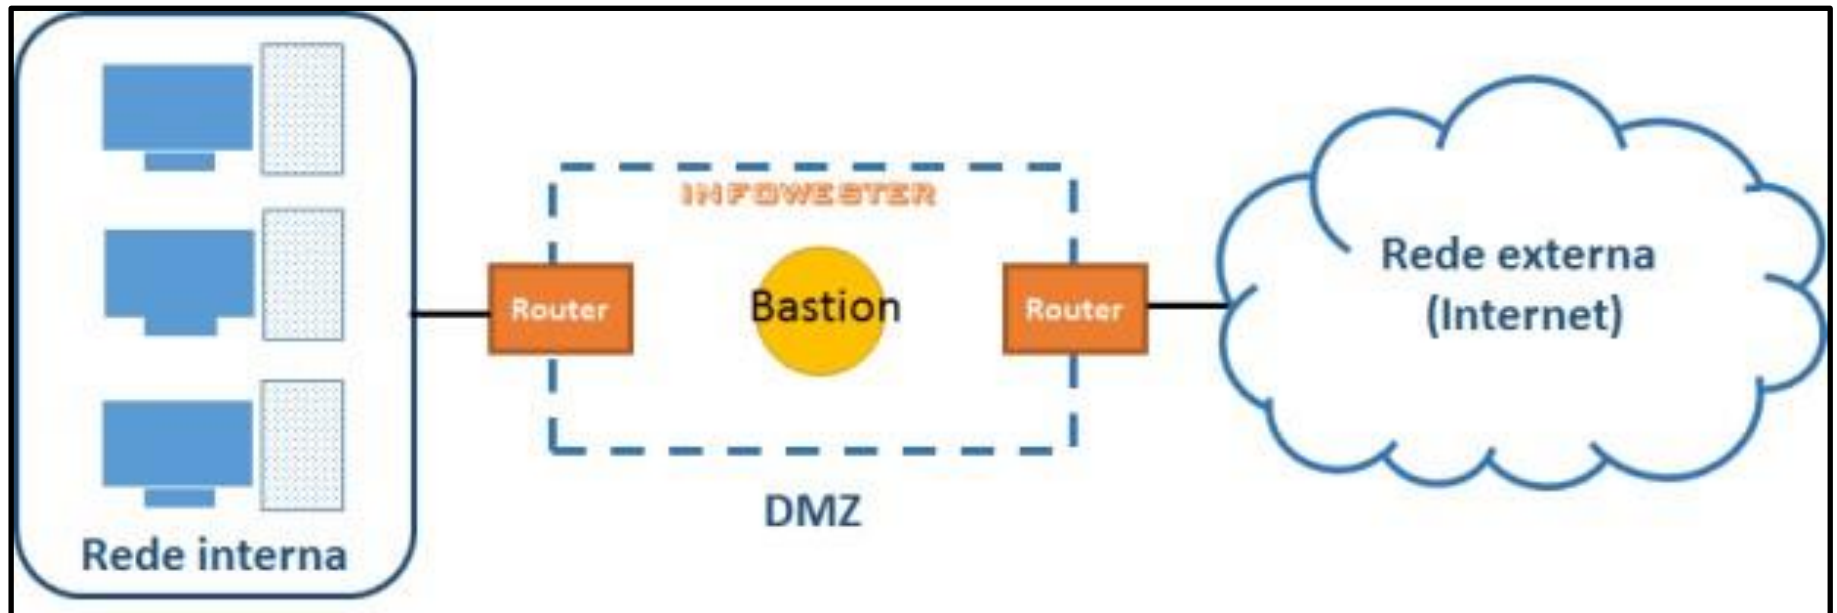 INFOWESTER
Router
Bastion
Router
Rede externa
(Internet)
DMZ
Rede interna